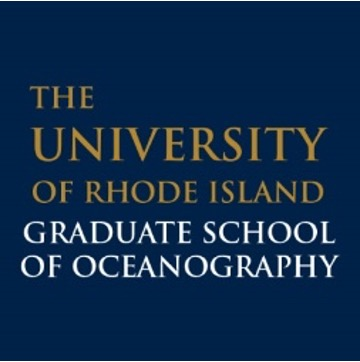 THE
UNIVERSITY
OF RHODE ISLAND
GRADUATE SCHOOL
OF OCEANOGRAPHY